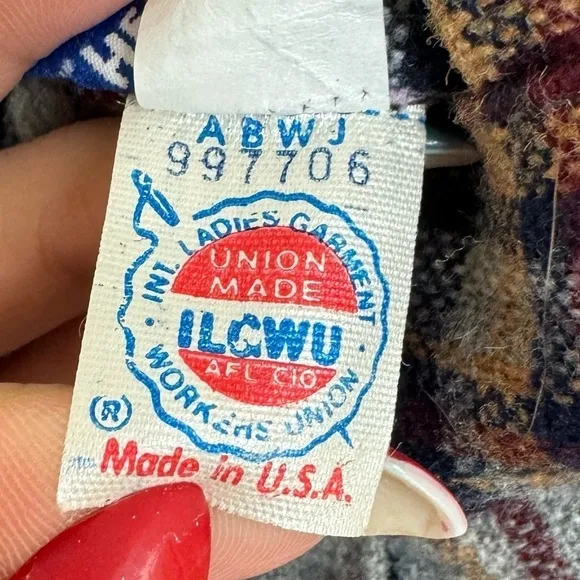 ABWJ
997706
INT. LADIES GARMENT
UNION
MADE
ILGWU
AFL CIO
WORKERS UNION
®
Made in U.S.A.